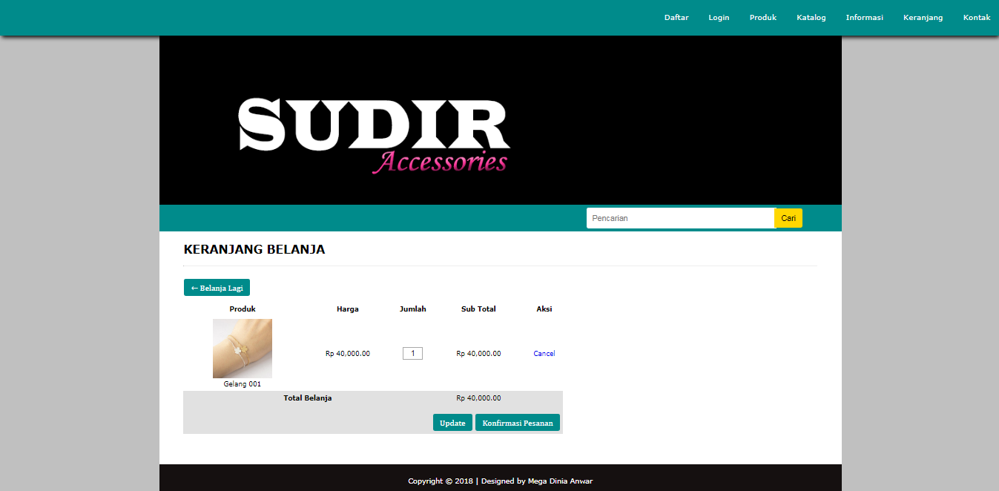 Daftar Login Produk Katalog Informasi Keranjang Kontak
SUDIR
Accessories
Pencarian Cari
KERANJANG BELANJA
← Belanja Lagi
Produk Harga Jumlah Sub Total Aksi
Rp 40,000.00 1 Rp 40,000.00 Cancel
Gelang 001
Total Belanja Rp 40,000.00
Update Konfirmasi Pesanan
Copyright © 2018 | Designed by Mega Dinia Anwar